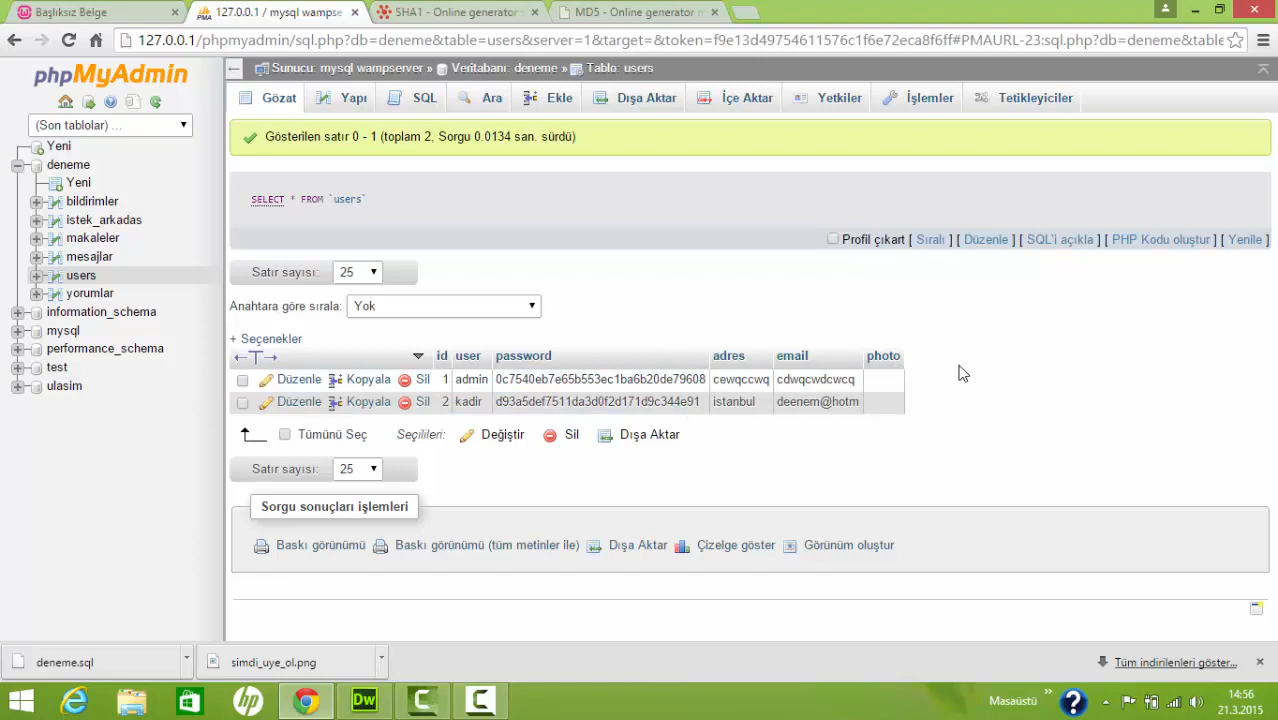 Başlıksız Belge
127.0.0.1 / mysql wampse
SHA1 - Online generator
MD5 - Online generator
127.0.0.1/phpmyadmin/sql.php?db=deneme&table=users&server=1&target=&token=f9e13d49754611576c1f6e72eca8f6ff#PMAURL-23:sql.php?db=deneme&table
phpMyAdmin
Sunucu: mysql wampserver » Veritabanı: deneme » Tablo: users
Gözat Yapı SQL Ara Ekle Dışa Aktar İçe Aktar Yetkiler İşlemler Tetikleyiciler
(Son tablolar) ...
Yeni
deneme
Yeni
bildirimler
istek_arkadas
makaleler
mesajlar
users
yorumlar
information_schema
mysql
performance_schema
test
ulasim
Gösterilen satır 0 - 1 (toplam 2, Sorgu 0.0134 san. sürdü)
SELECT * FROM `users`
Profil çıkart [ Sıralı ] [ Düzenle ] [ SQL'i açıkla ] [ PHP Kodu oluştur ] [ Yenile ]
Satır sayısı: 25
Anahtara göre sırala: Yok
+ Seçenekler
id user password adres email photo
Düzenle Kopyala Sil 1 admin 0c7540eb7e65b553ec1ba6b20de79608 cewqccwq cdwqcwdcwcq
Düzenle Kopyala Sil 2 kadir d93a5def7511da3d0f2d171d9c344e91 istanbul deenem@hotm
Tümünü Seç Seçilileri: Değiştir Sil Dışa Aktar
Satır sayısı: 25
Sorgu sonuçları işlemleri
Baskı görünümü Baskı görünümü (tüm metinler ile) Dışa Aktar Çizelge göster Görünüm oluştur
deneme.sql
simdi_uye_ol.png
Tüm indirilenleri göster...
Masaüstü
14:56
21.3.2015